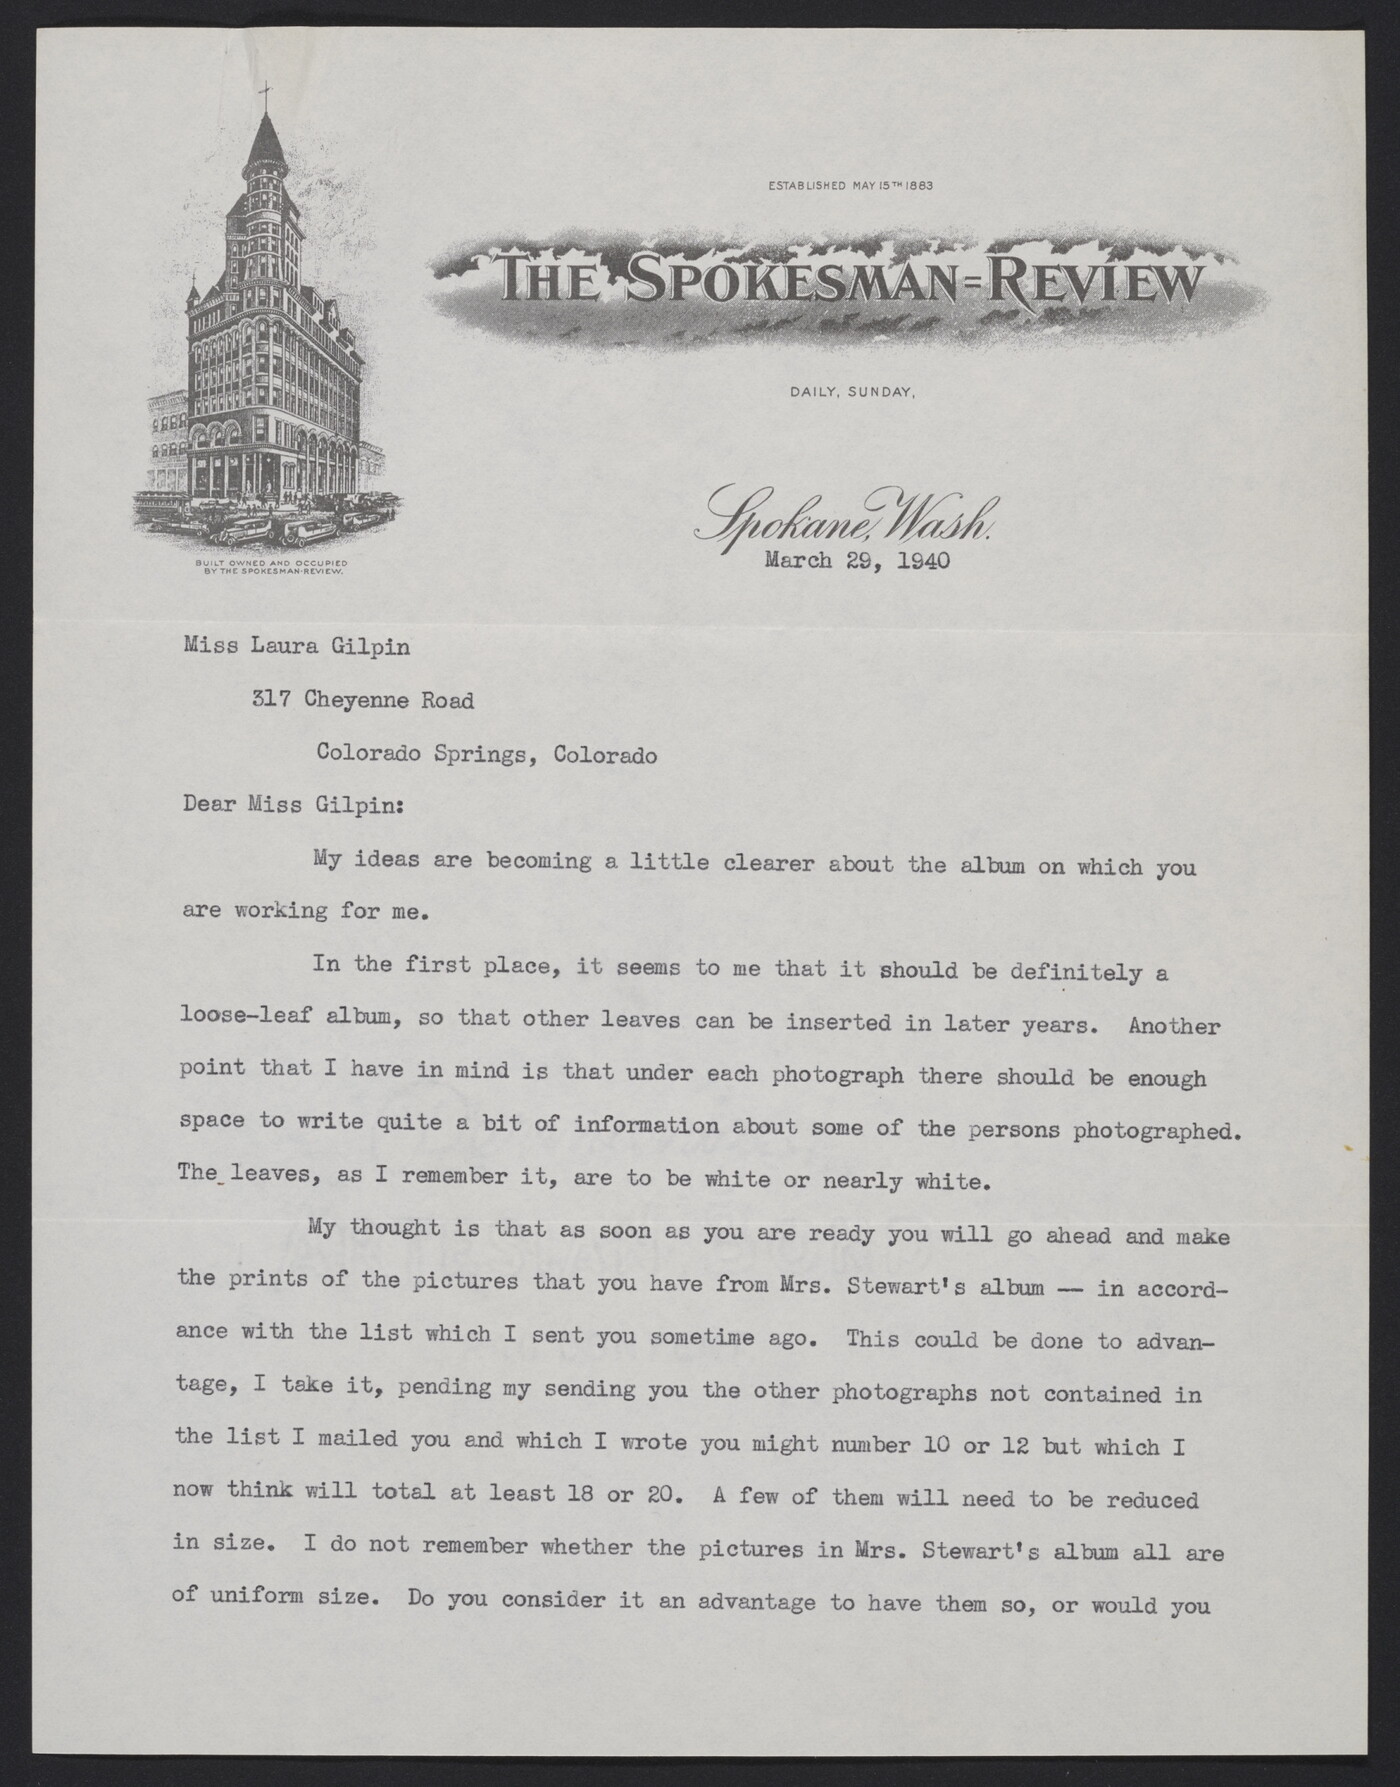 ESTABLISHED MAY 15TH 1883
THE SPOKESMAN=REVIEW
DAILY, SUNDAY,
BUILT OWNED AND OCCUPIED
BY THE SPOKESMAN-REVIEW.
Spokane, Wash.
March 29, 1940
Miss Laura Gilpin
317 Cheyenne Road
Colorado Springs, Colorado
Dear Miss Gilpin:
My ideas are becoming a little clearer about the album on which you
are working for me.
In the first place, it seems to me that it should be definitely a
loose-leaf album, so that other leaves can be inserted in later years. Another
point that I have in mind is that under each photograph there should be enough
space to write quite a bit of information about some of the persons photographed.
The leaves, as I remember it, are to be white or nearly white.
My thought is that as soon as you are ready you will go ahead and make
the prints of the pictures that you have from Mrs. Stewart's album -- in accord-
ance with the list which I sent you sometime ago. This could be done to advan-
tage, I take it, pending my sending you the other photographs not contained in
the list I mailed you and which I wrote you might number 10 or 12 but which I
now think will total at least 18 or 20. A few of them will need to be reduced
in size. I do not remember whether the pictures in Mrs. Stewart's album all are
of uniform size. Do you consider it an advantage to have them so, or would you